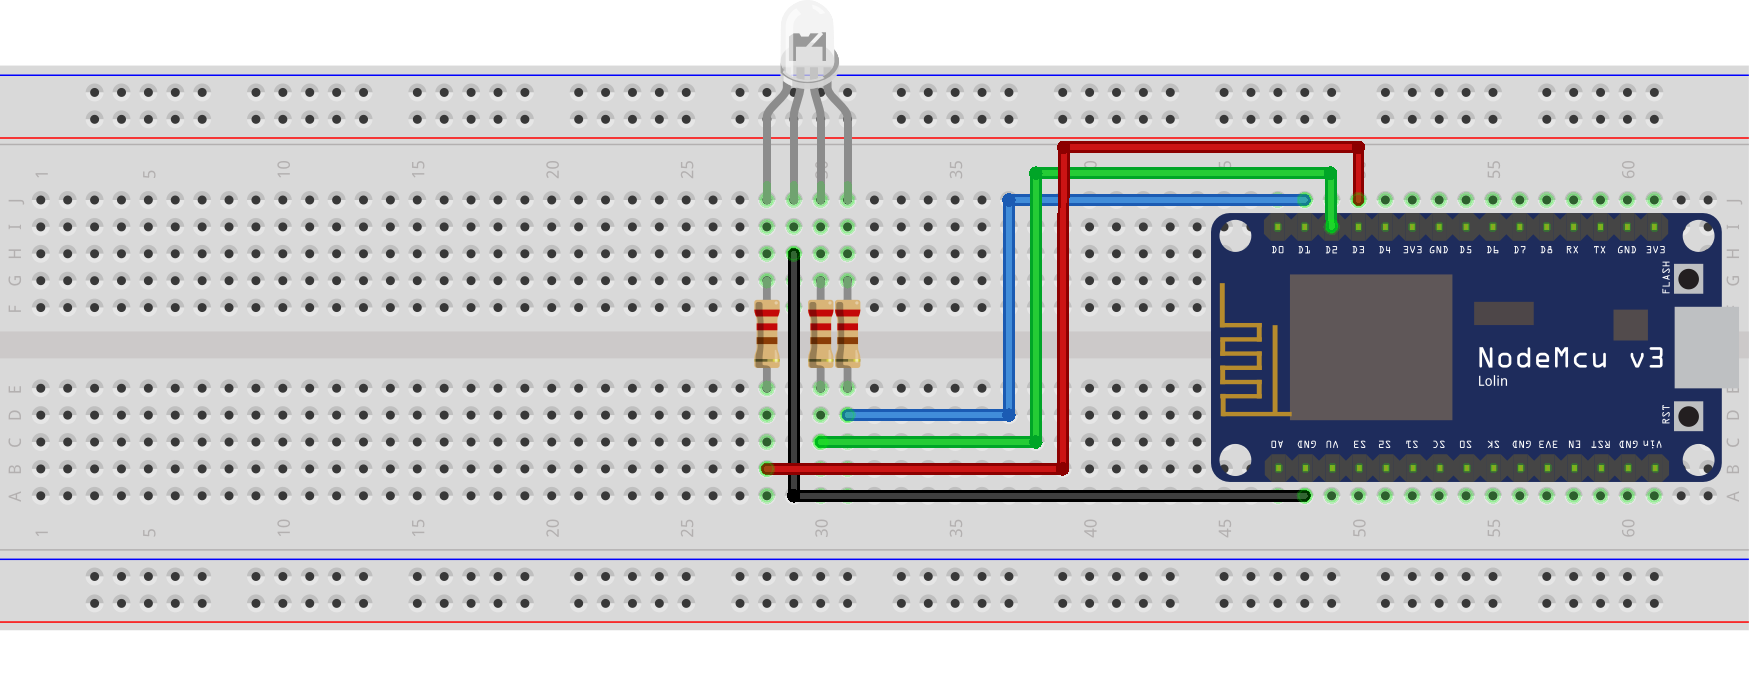 1 5 10 15 20 25 30 35 40 45 50 55 60
J J
I I
H H
G G
F
D0 D1 D2 D3 D4 3V3 GND D5 D6 D7 D8 RX TX GND 3V3
FLASH
NodeMcu v3
Lolin
RST
A0 GND VU S3 S2 S1 SC SO SK GND 3VE EN RST GND Vin
E
D D
C C
B B
A A
1 5 10 15 20 25 30 35 40 45 50 55 60